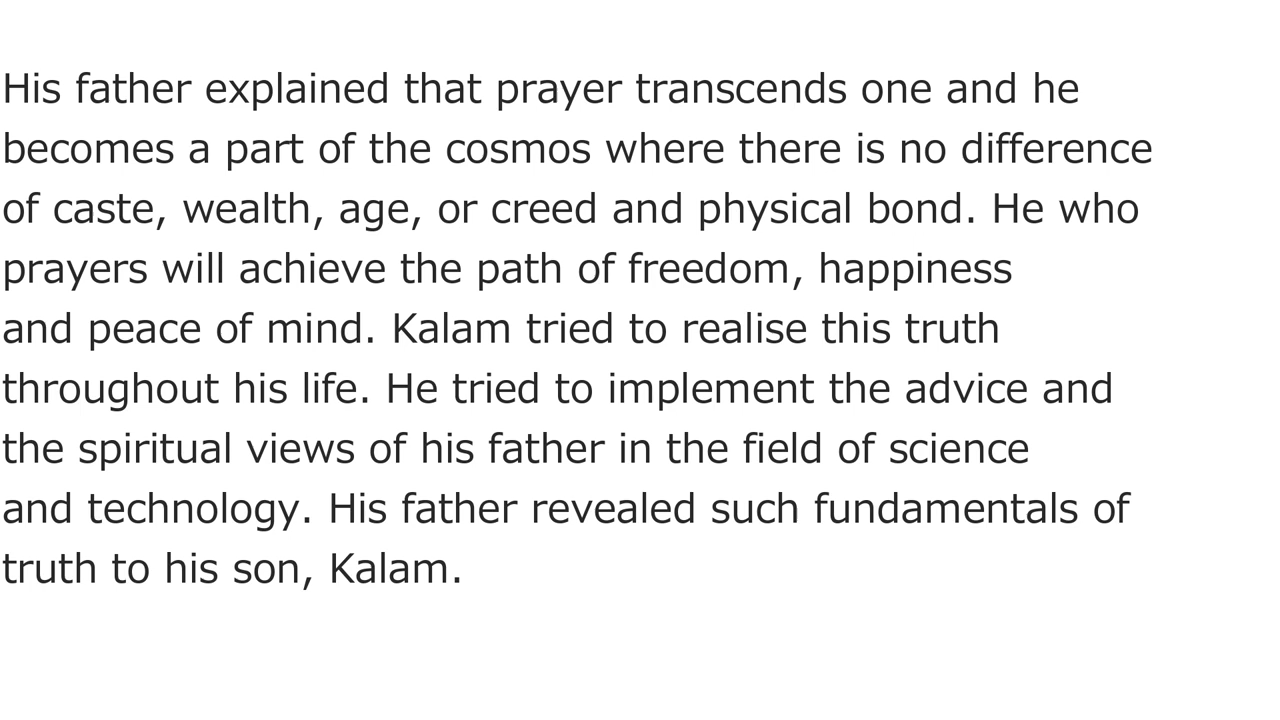 His father explained that prayer transcends one and he
becomes a part of the cosmos where there is no difference
of caste, wealth, age, or creed and physical bond. He who
prayers will achieve the path of freedom, happiness
and peace of mind. Kalam tried to realise this truth
throughout his life. He tried to implement the advice and
the spiritual views of his father in the field of science
and technology. His father revealed such fundamentals of
truth to his son, Kalam.